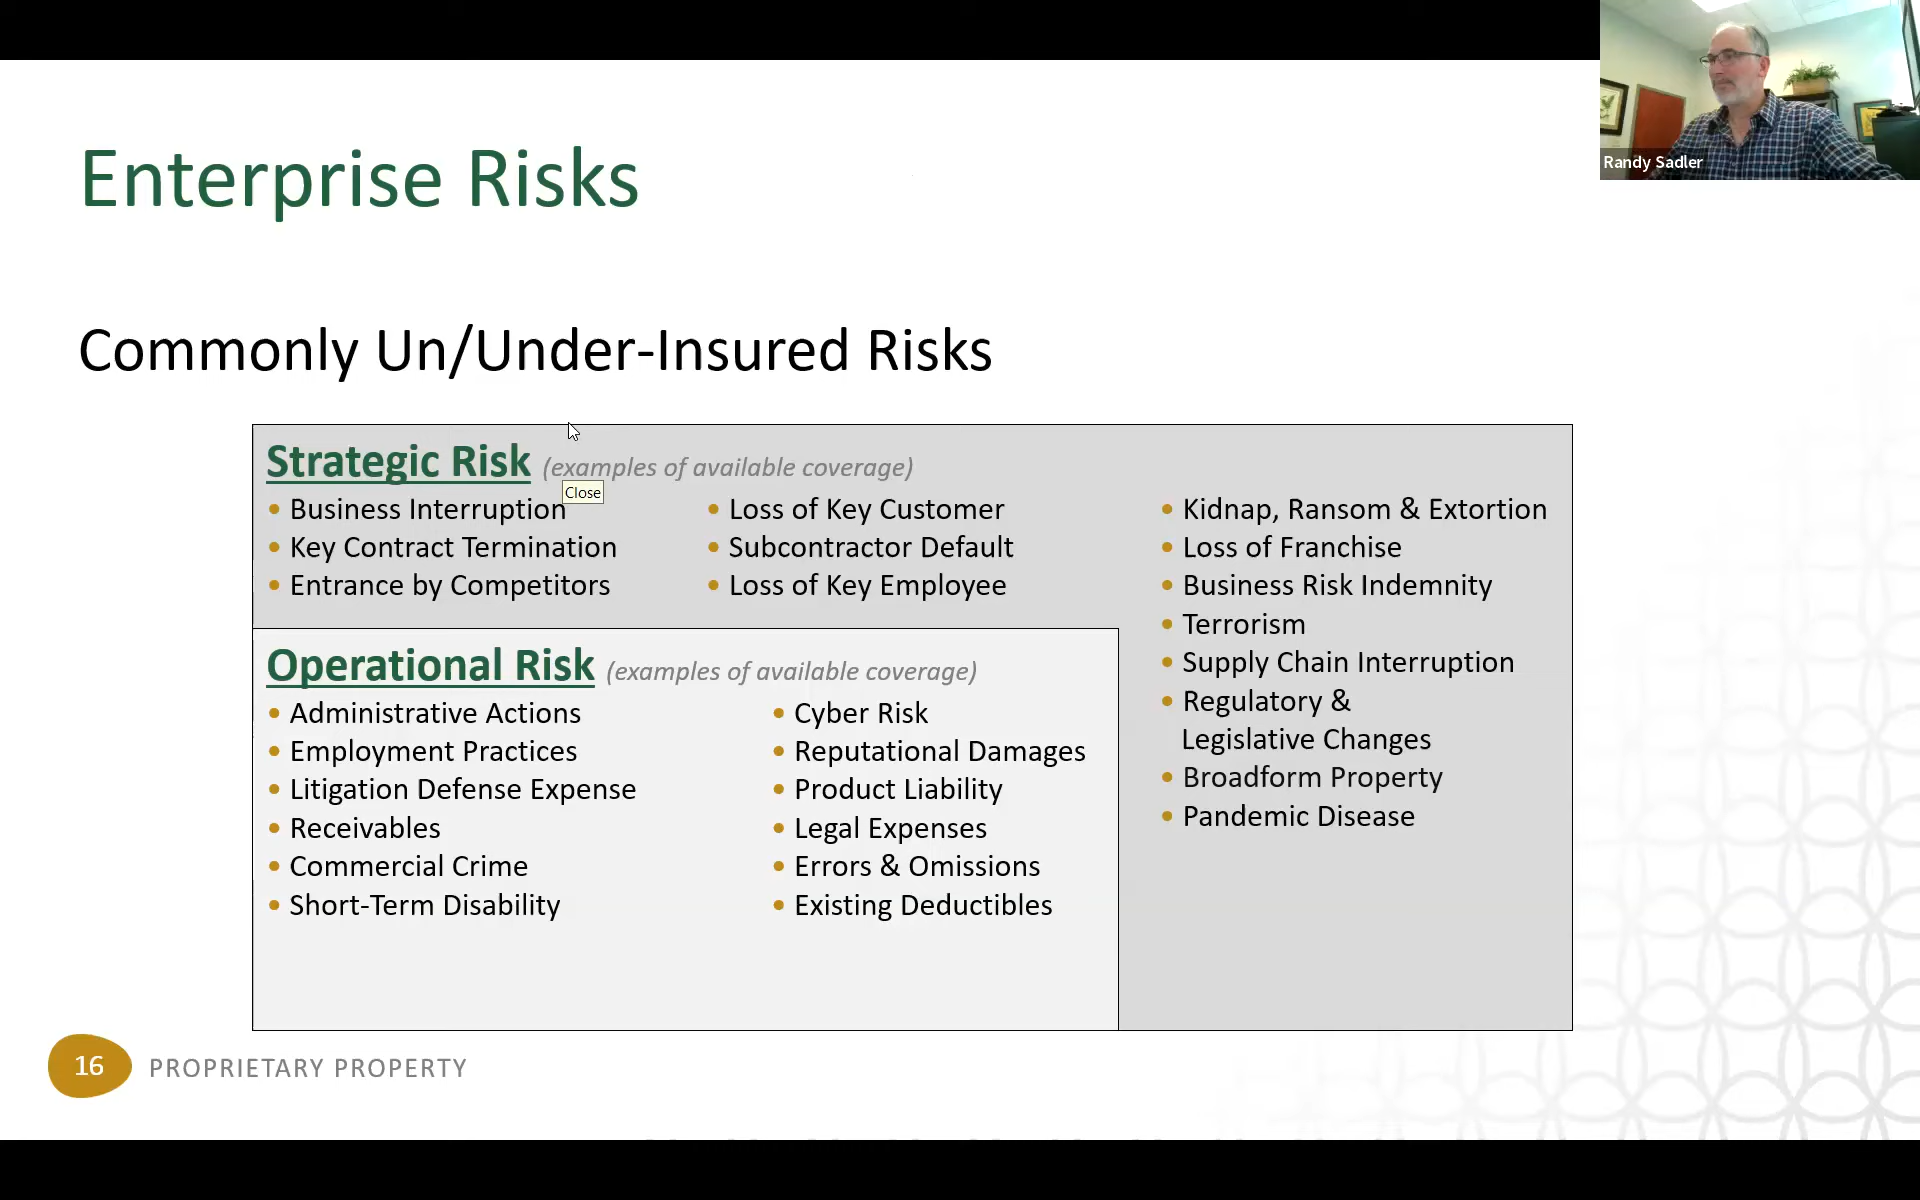 Randy Sadler
Enterprise Risks
Commonly Un/Under-Insured Risks
Strategic Risk (examples of available coverage)
Close
• Business Interruption
• Key Contract Termination
• Entrance by Competitors
• Loss of Key Customer
• Subcontractor Default
• Loss of Key Employee
• Kidnap, Ransom & Extortion
• Loss of Franchise
• Business Risk Indemnity
• Terrorism
• Supply Chain Interruption
• Regulatory &
Legislative Changes
• Broadform Property
• Pandemic Disease
Operational Risk (examples of available coverage)
• Administrative Actions
• Employment Practices
• Litigation Defense Expense
• Receivables
• Commercial Crime
• Short-Term Disability
• Cyber Risk
• Reputational Damages
• Product Liability
• Legal Expenses
• Errors & Omissions
• Existing Deductibles
16 PROPRIETARY PROPERTY